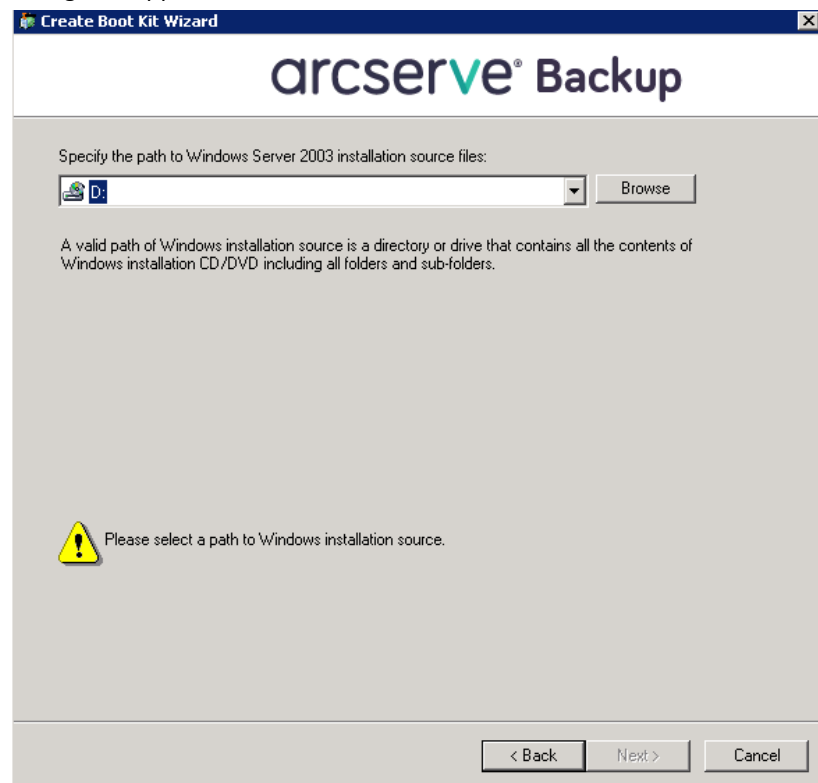 Create Boot Kit Wizard
arcserve® Backup
Specify the path to Windows Server 2003 installation source files:
D:
Browse
A valid path of Windows installation source is a directory or drive that contains all the contents of
Windows installation CD/DVD including all folders and sub-folders.
Please select a path to Windows installation source.
< Back
Next >
Cancel